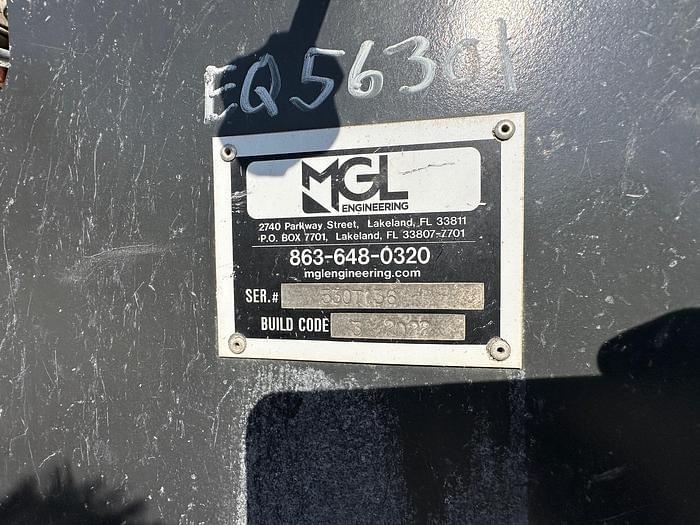 EQ56301
MGL
ENGINEERING
2740 Parkway Street, Lakeland, FL 33811
P.O. BOX 7701, Lakeland, FL 33807-7701
863-648-0320
mglengineering.com
SER.#
BUILD CODE